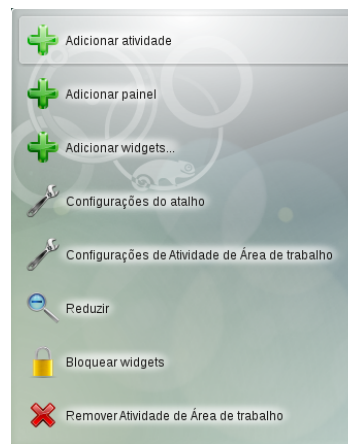 Adicionar atividade
Adicionar painel
Adicionar widgets...
Configurações do atalho
Configurações de Atividade de Área de trabalho
Reduzir
Bloquear widgets
Remover Atividade de Área de trabalho